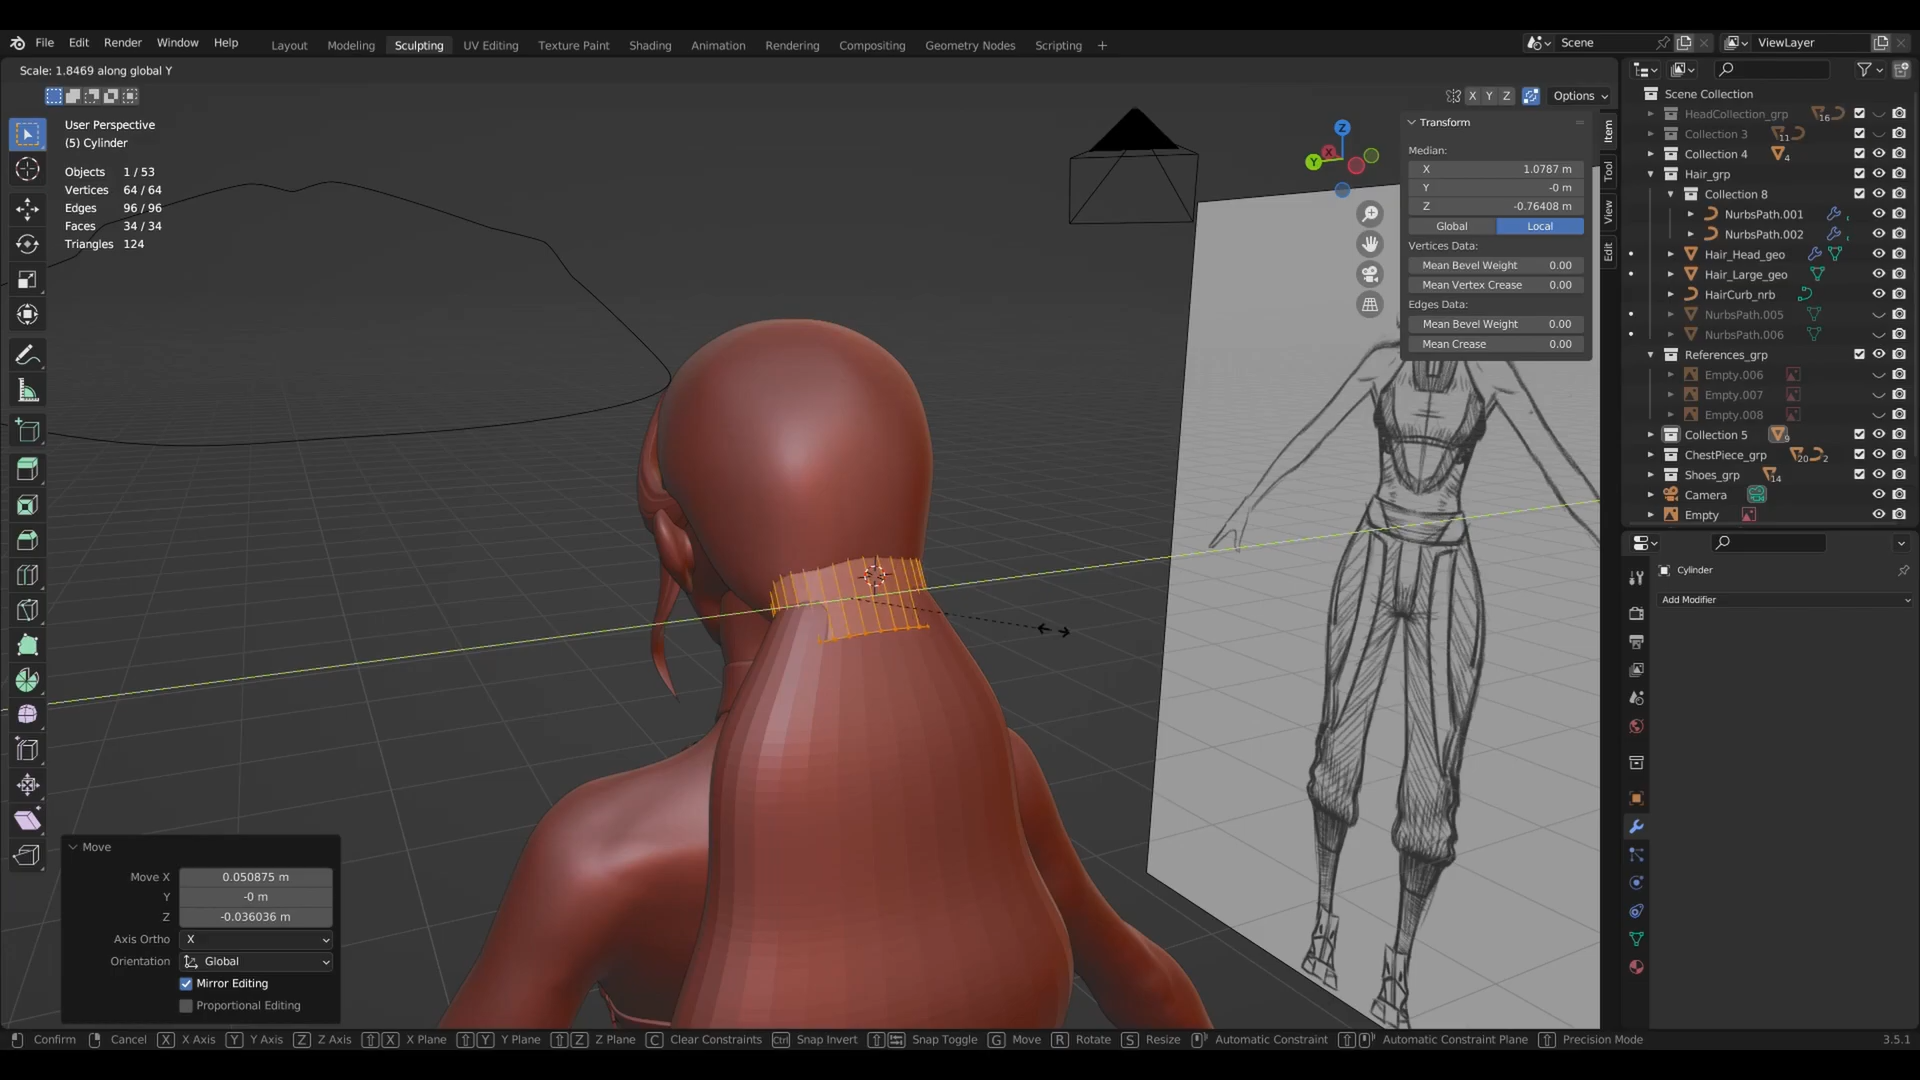 File Edit Render Window Help Layout Modeling Sculpting UV Editing Texture Paint Shading Animation Rendering Compositing Geometry Nodes Scripting + Scene ViewLayer
Scale: 1.8469 along global Y
X Y Z Options
User Perspective
(5) Cylinder
Objects 1 / 53
Vertices 64 / 64
Edges 96 / 96
Faces 34 / 34
Triangles 124
Z
X
Y
Transform
Median:
X 1.0787 m
Y -0 m
Z -0.76408 m
Global Local
Vertices Data:
Mean Bevel Weight 0.00
Mean Vertex Crease 0.00
Edges Data:
Mean Bevel Weight 0.00
Mean Crease 0.00
Item
Tool
View
Edit
Scene Collection
HeadCollection_grp 16
Collection 3 11
Collection 4 4
Hair_grp
Collection 8
NurbsPath.001
NurbsPath.002
Hair_Head_geo
Hair_Large_geo
HairCurb_nrb
NurbsPath.005
NurbsPath.006
References_grp
Empty.006
Empty.007
Empty.008
Collection 5 9
ChestPiece_grp 20 2
Shoes_grp 14
Camera
Empty
Cylinder
Add Modifier
Move
Move X 0.050875 m
Y -0 m
Z -0.036036 m
Axis Ortho X
Orientation Global
Mirror Editing
Proportional Editing
Confirm Cancel X X Axis Y Y Axis Z Z Axis X X Plane Y Y Plane Z Z Plane C Clear Constraints Ctrl Snap Invert Snap Toggle G Move R Rotate S Resize Automatic Constraint Automatic Constraint Plane Precision Mode 3.5.1